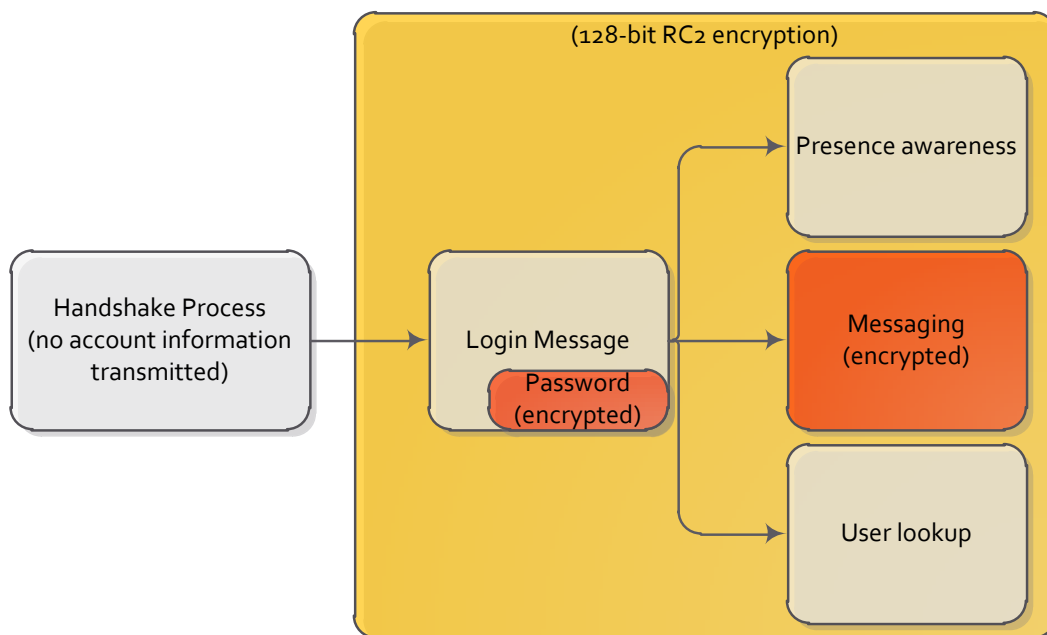 (128-bit RC2 encryption)
Handshake Process
(no account information
transmitted)
Login Message
Password
(encrypted)
Presence awareness
Messaging
(encrypted)
User lookup